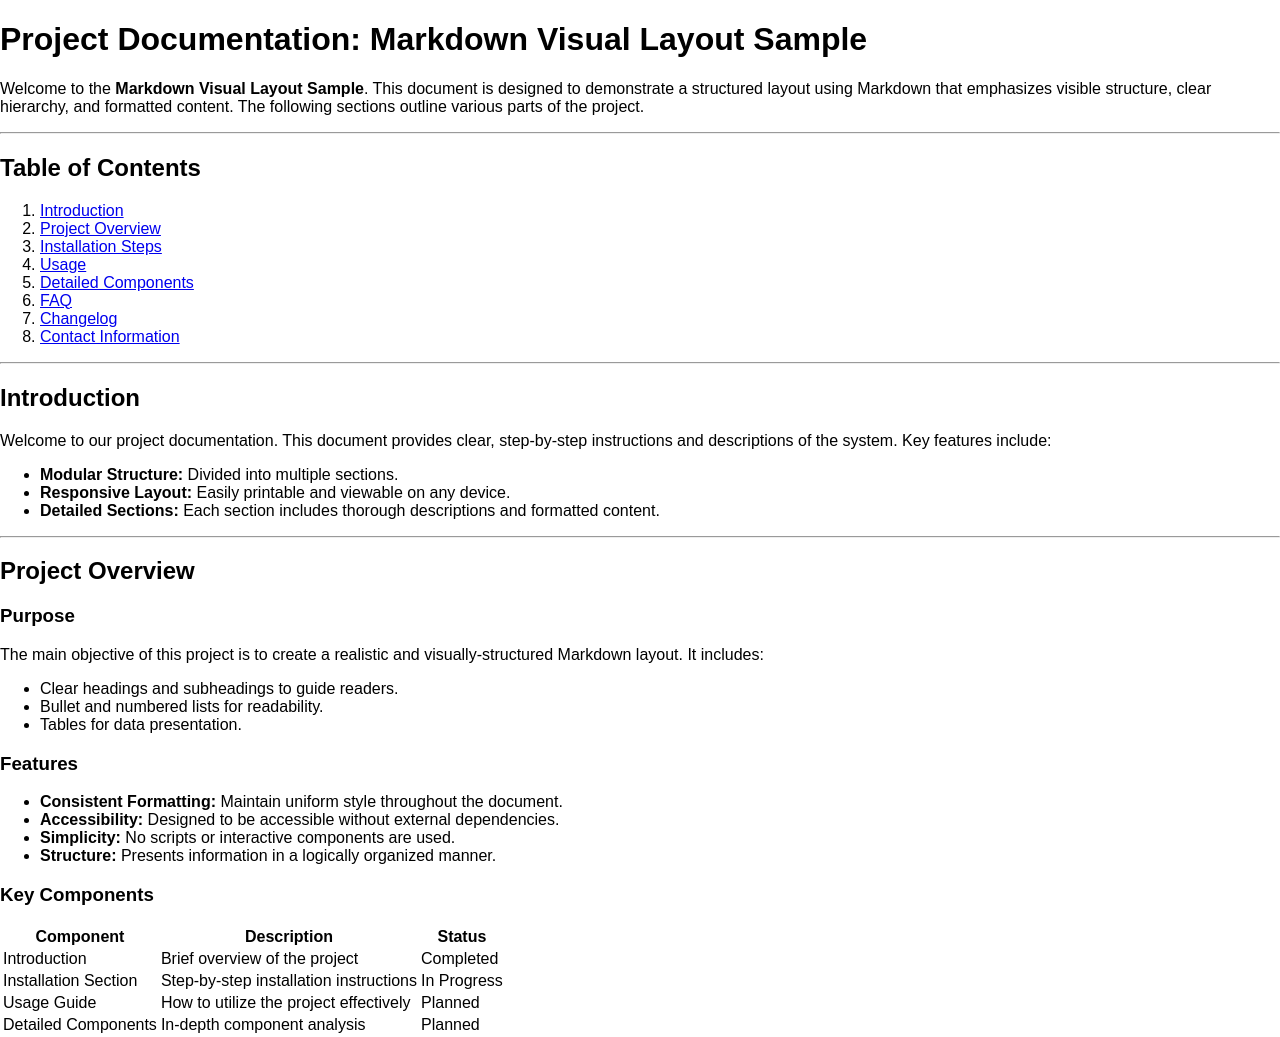 Project Documentation: Markdown Visual Layout Sample
Welcome to the Markdown Visual Layout Sample. This document is designed to demonstrate a structured layout using Markdown that emphasizes visible structure, clear
hierarchy, and formatted content. The following sections outline various parts of the project.
Table of Contents
1. Introduction
2. Project Overview
3. Installation Steps
4. Usage
5. Detailed Components
6. FAQ
7. Changelog
8. Contact Information
Introduction
Welcome to our project documentation. This document provides clear, step-by-step instructions and descriptions of the system. Key features include:
• Modular Structure: Divided into multiple sections.
• Responsive Layout: Easily printable and viewable on any device.
• Detailed Sections: Each section includes thorough descriptions and formatted content.
Project Overview
Purpose
The main objective of this project is to create a realistic and visually-structured Markdown layout. It includes:
• Clear headings and subheadings to guide readers.
• Bullet and numbered lists for readability.
• Tables for data presentation.
Features
• Consistent Formatting: Maintain uniform style throughout the document.
• Accessibility: Designed to be accessible without external dependencies.
• Simplicity: No scripts or interactive components are used.
• Structure: Presents information in a logically organized manner.
Key Components
Component Description Status
Introduction Brief overview of the project Completed
Installation Section Step-by-step installation instructions In Progress
Usage Guide How to utilize the project effectively Planned
Detailed Components In-depth component analysis Planned